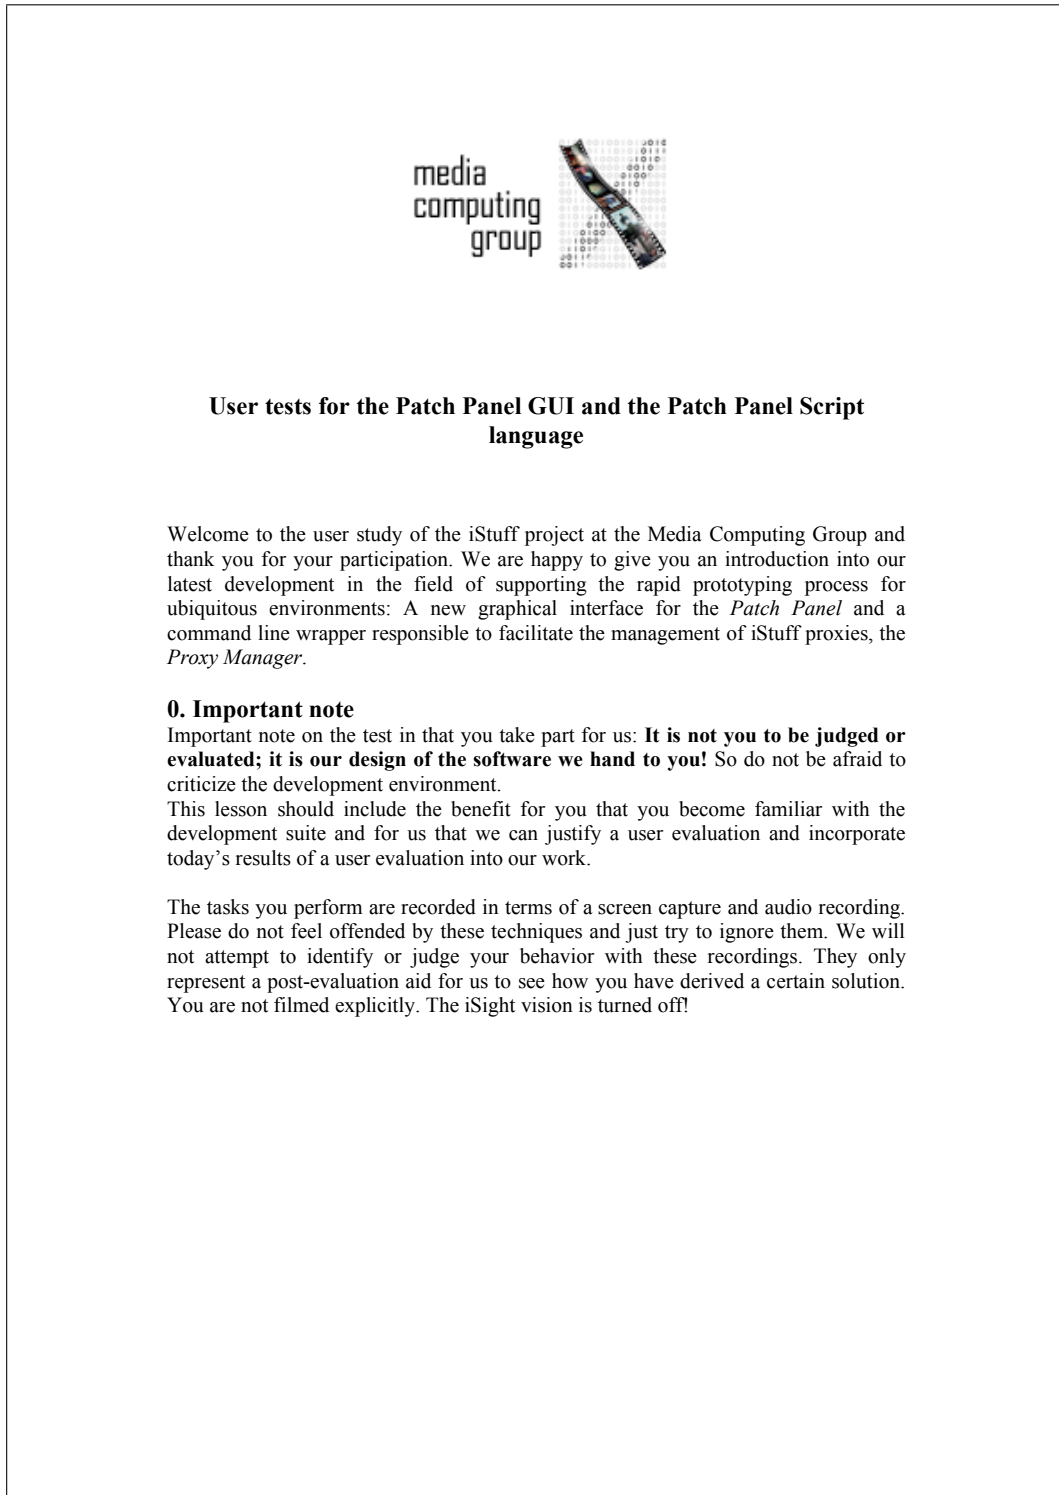 media
computing
group
User tests for the Patch Panel GUI and the Patch Panel Script
language
Welcome to the user study of the iStuff project at the Media Computing Group and
thank you for your participation. We are happy to give you an introduction into our
latest development in the field of supporting the rapid prototyping process for
ubiquitous environments: A new graphical interface for the Patch Panel and a
command line wrapper responsible to facilitate the management of iStuff proxies, the
Proxy Manager.
0. Important note
Important note on the test in that you take part for us: It is not you to be judged or
evaluated; it is our design of the software we hand to you! So do not be afraid to
criticize the development environment.
This lesson should include the benefit for you that you become familiar with the
development suite and for us that we can justify a user evaluation and incorporate
today's results of a user evaluation into our work.
The tasks you perform are recorded in terms of a screen capture and audio recording.
Please do not feel offended by these techniques and just try to ignore them. We will
not attempt to identify or judge your behavior with these recordings. They only
represent a post-evaluation aid for us to see how you have derived a certain solution.
You are not filmed explicitly. The iSight vision is turned off!